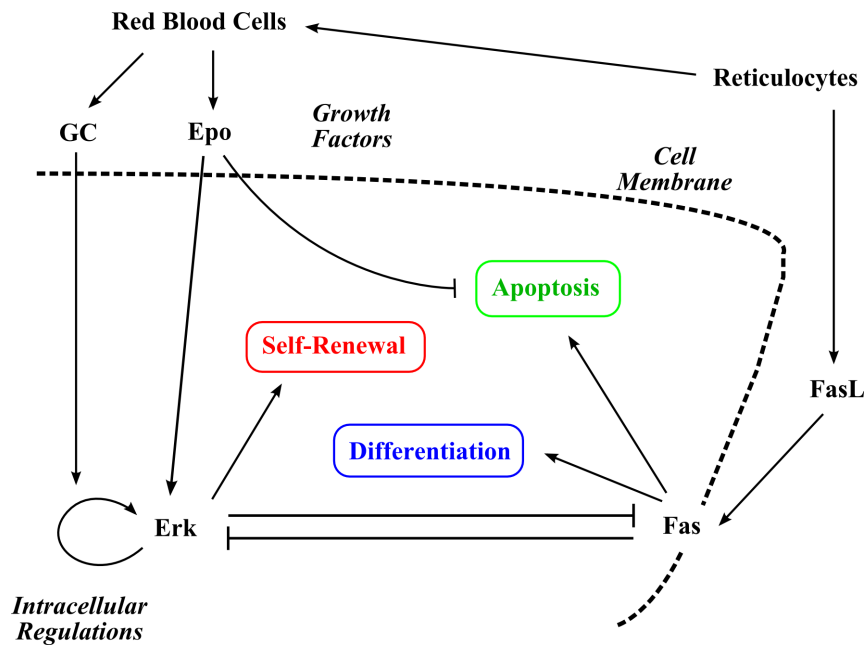 Red Blood Cells
Reticulocytes
GC
Epo
Growth
Factors
Cell
Membrane
Apoptosis
Self-Renewal
FasL
Differentiation
Erk
Fas
Intracellular
Regulations